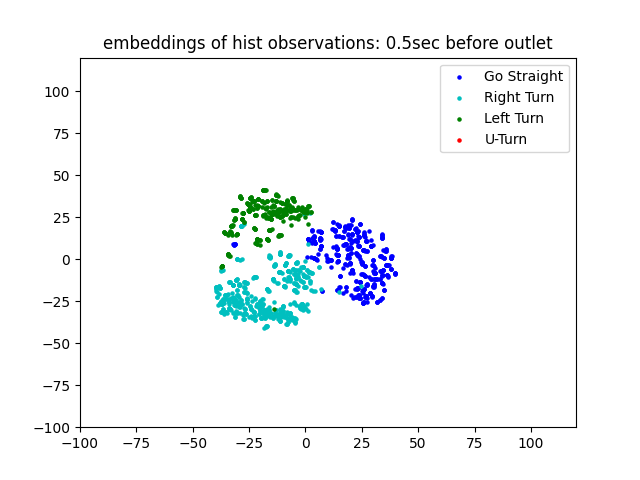 embeddings of hist observations: 0.5sec before outlet
Go Straight
Right Turn
Left Turn
U-Turn
100
75
50
25
0
−25
−50
−75
−100
−100 −75 −50 −25 0 25 50 75 100